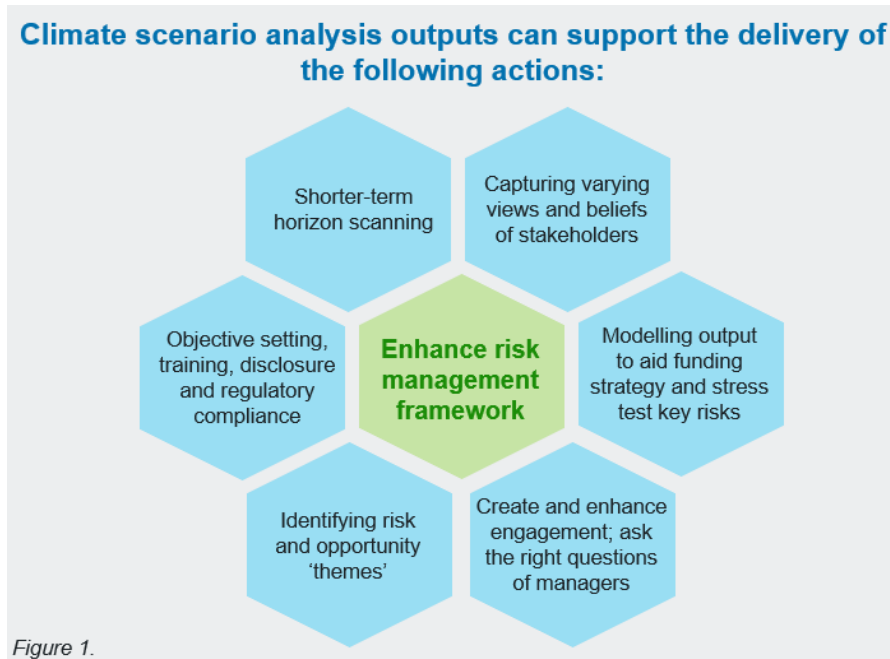 Climate scenario analysis outputs can support the delivery of
the following actions:
Shorter-term
horizon scanning
Capturing varying
views and beliefs
of stakeholders
Objective setting,
training, disclosure
and regulatory
compliance
Enhance risk
management
framework
Modelling output
to aid funding
strategy and stress
test key risks
Identifying risk
and opportunity
‘themes’
Create and enhance
engagement; ask
the right questions
of managers
Figure 1.